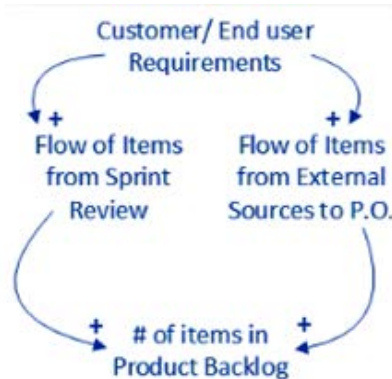 Customer/ End user
Requirements
+
+
Flow of Items
from Sprint
Review
Flow of Items
from External
Sources to P.O.
+
+
# of items in
Product Backlog